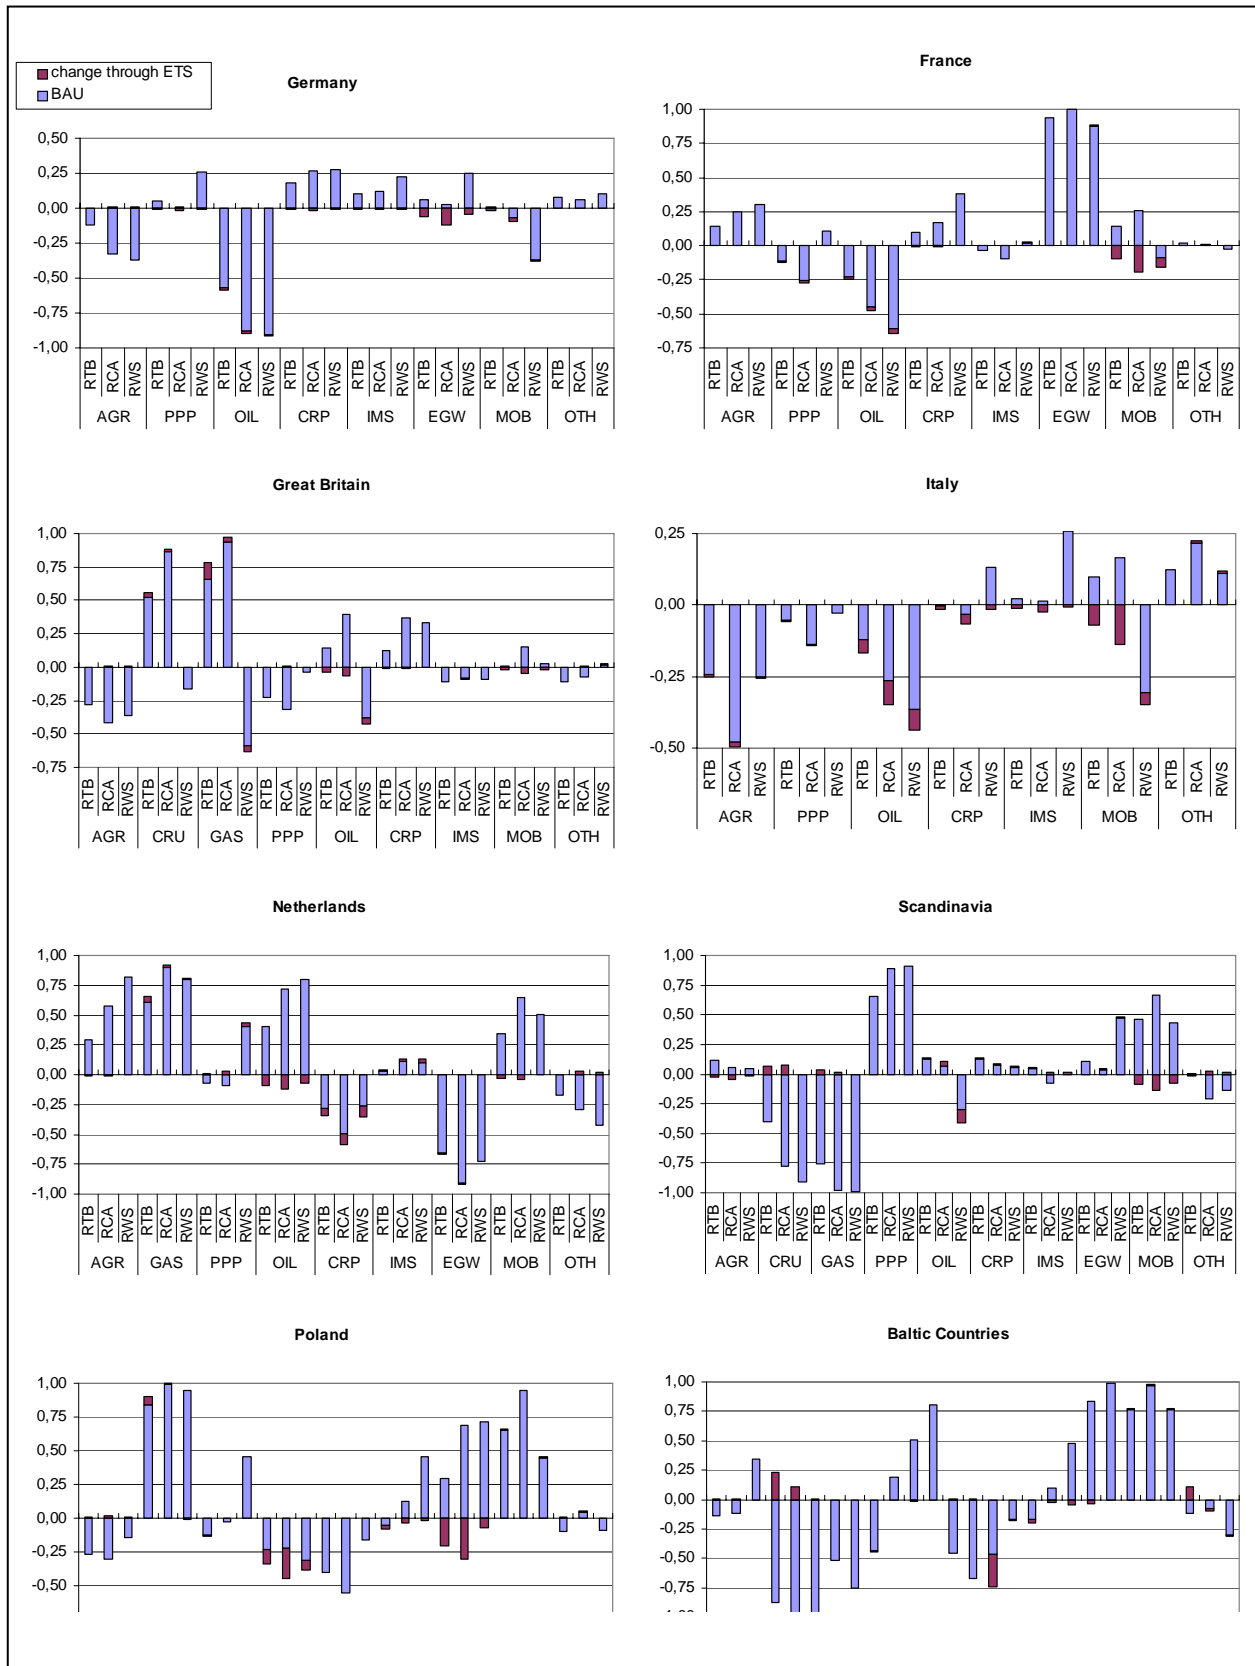 change through ETS
BAU
Germany
0,50
0,25
0,00
-0,25
-0,50
-0,75
-1,00
RTB RCA RWS RTB RCA RWS RTB RCA RWS RTB RCA RWS RTB RCA RWS RTB RCA RWS RTB RCA RWS RTB RCA RWS
AGR PPP OIL CRP IMS EGW MOB OTH
France
1,00
0,75
0,50
0,25
0,00
-0,25
-0,50
-0,75
RTB RCA RWS RTB RCA RWS RTB RCA RWS RTB RCA RWS RTB RCA RWS RTB RCA RWS RTB RCA RWS RTB RCA RWS
AGR PPP OIL CRP IMS EGW MOB OTH
Great Britain
1,00
0,75
0,50
0,25
0,00
-0,25
-0,50
-0,75
RTB RCA RWS RTB RCA RWS RTB RCA RWS RTB RCA RWS RTB RCA RWS RTB RCA RWS RTB RCA RWS RTB RCA RWS RTB RCA RWS
AGR CRU GAS PPP OIL CRP IMS MOB OTH
Italy
0,25
0,00
-0,25
-0,50
RTB RCA RWS RTB RCA RWS RTB RCA RWS RTB RCA RWS RTB RCA RWS RTB RCA RWS RTB RCA RWS
AGR PPP OIL CRP IMS MOB OTH
Netherlands
1,00
0,75
0,50
0,25
0,00
-0,25
-0,50
-0,75
-1,00
RTB RCA RWS RTB RCA RWS RTB RCA RWS RTB RCA RWS RTB RCA RWS RTB RCA RWS RTB RCA RWS RTB RCA RWS RTB RCA RWS
AGR GAS PPP OIL CRP IMS EGW MOB OTH
Scandinavia
1,00
0,75
0,50
0,25
0,00
-0,25
-0,50
-0,75
-1,00
RTB RCA RWS RTB RCA RWS RTB RCA RWS RTB RCA RWS RTB RCA RWS RTB RCA RWS RTB RCA RWS RTB RCA RWS RTB RCA RWS RTB RCA RWS
AGR CRU GAS PPP OIL CRP IMS EGW MOB OTH
Poland
1,00
0,75
0,50
0,25
0,00
-0,25
-0,50
Baltic Countries
1,00
0,75
0,50
0,25
0,00
-0,25
-0,50
-0,75